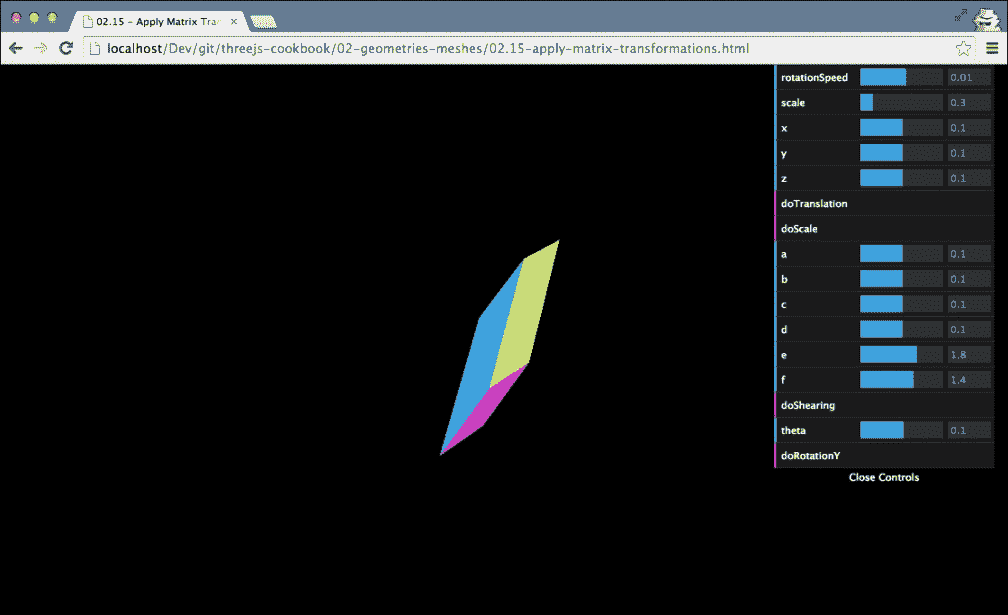 02.15 - Apply Matrix Tran
localhost/Dev/git/threejs-cookbook/02-geometries-meshes/02.15-apply-matrix-transformations.html
rotationSpeed 0.01
scale 0.3
x 0.1
y 0.1
z 0.1
doTranslation
doScale
a 0.1
b 0.1
c 0.1
d 0.1
e 1.8
f 1.4
doShearing
theta 0.1
doRotationY
Close Controls